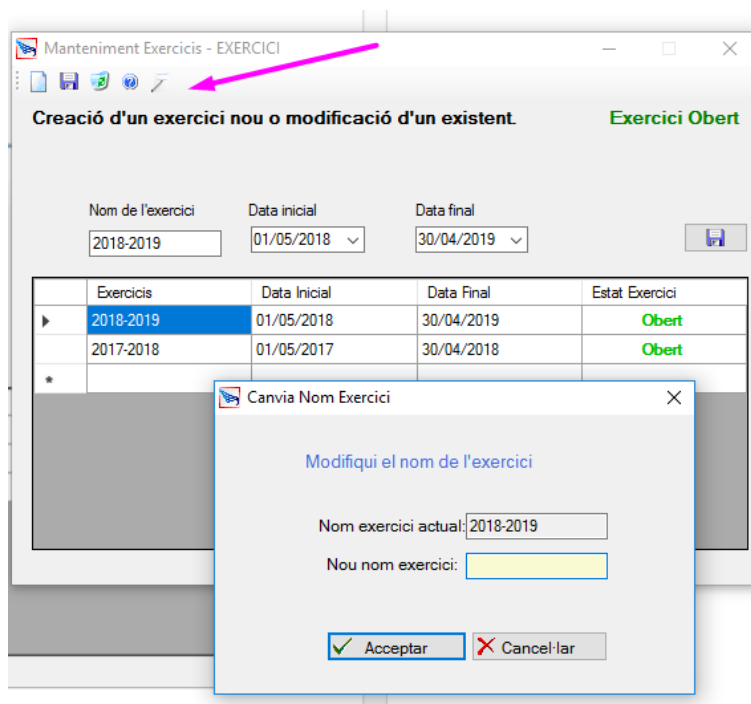 Manteniment Exercicis - EXERCICI
Creació d'un exercici nou o modificació d'un existent.
Exercici Obert
Nom de l'exercici Data inicial Data final
2018-2019 01/05/2018 30/04/2019
Exercicis Data Inicial Data Final Estat Exercici
2018-2019 01/05/2018 30/04/2019 Obert
2017-2018 01/05/2017 30/04/2018 Obert
Canvia Nom Exercici
Modifiqui el nom de l'exercici
Nom exercici actual: 2018-2019
Nou nom exercici:
Acceptar Cancel·lar